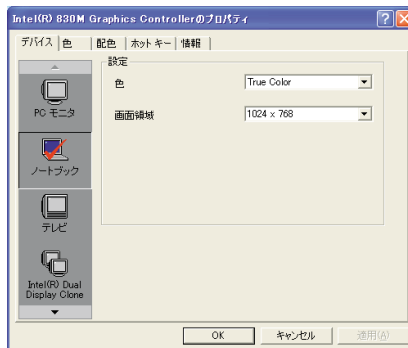 Intel(R) 830M Graphics Controllerのプロパティ
デバイス 色 配色 ホット キー 情報
PC モニタ
ノートブック
テレビ
Intel(R) Dual
Display Clone
設定
色 True Color
画面領域 1024 x 768
OK キャンセル 適用(A)